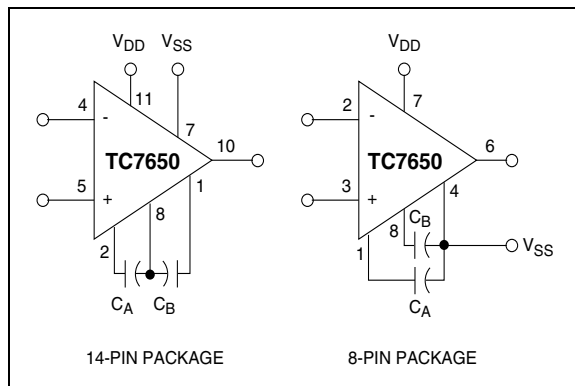 VDD VSS
11
4
-
7
10
TC7650
1
5
+
8
2
CA CB
14-PIN PACKAGE
VDD
7
2
-
6
TC7650
3
+
4
CB
8
VSS
1
CA
8-PIN PACKAGE